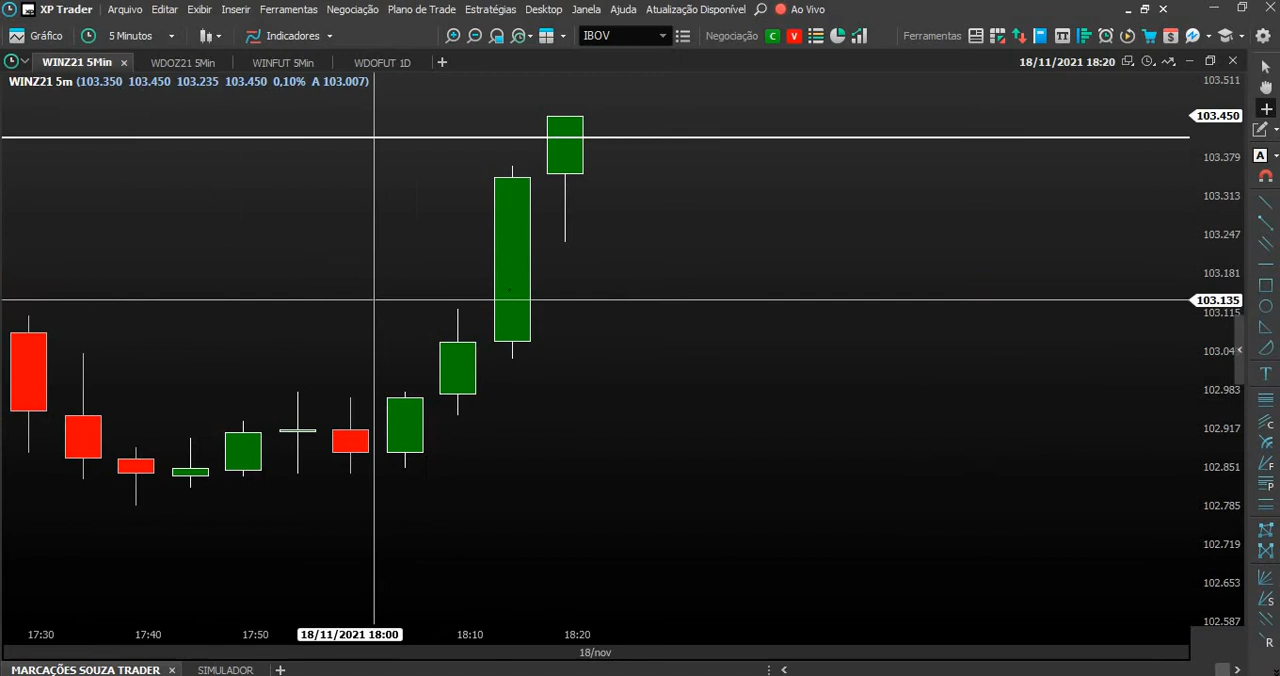 XP Trader Arquivo Editar Exibir Inserir Ferramentas Negociação Plano de Trade Estratégias Desktop Janela Ajuda Atualização Disponível Ao Vivo
Gráfico 5 Minutos Indicadores IBOV Negociação C V Ferramentas
WINZ21 5Min WDOZ21 5Min WINFUT 5Min WDOFUT 1D 18/11/2021 18:20
WINZ21 5m (103.350 103.450 103.235 103.450 0,10% A 103.007)
103.511
103.450
103.379
103.313
103.247
103.181
103.135
103.115
102.983
102.917
102.851
102.785
102.719
102.653
102.587
17:30 17:40 17:50 18/11/2021 18:00 18:10 18:20
18/nov
MARCAÇÕES SOUZA TRADER SIMULADOR